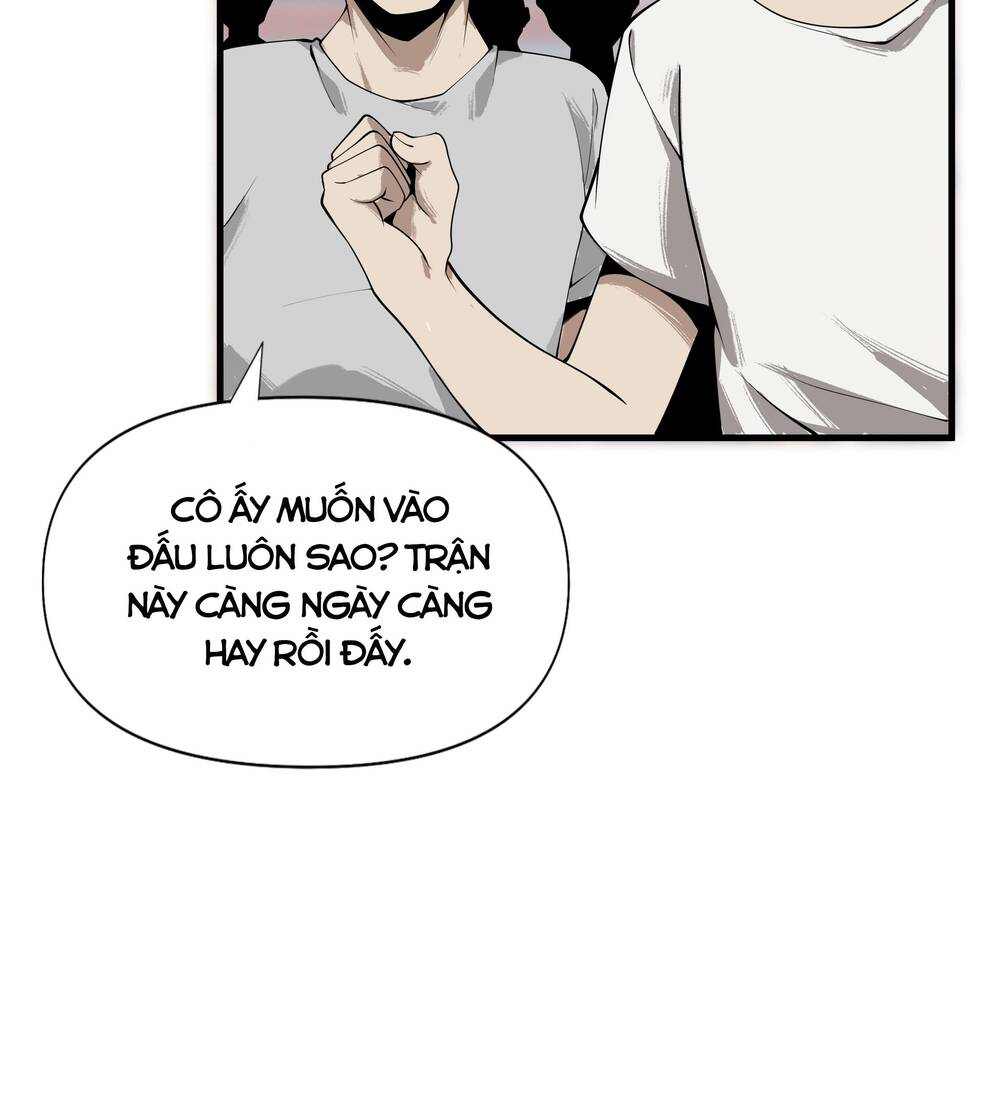 CÔ ẤY MUỐN VÀO
ĐẤU LUÔN SAO? TRẬN
NÀY CÀNG NGÀY CÀNG
HAY RỒI ĐẤY.